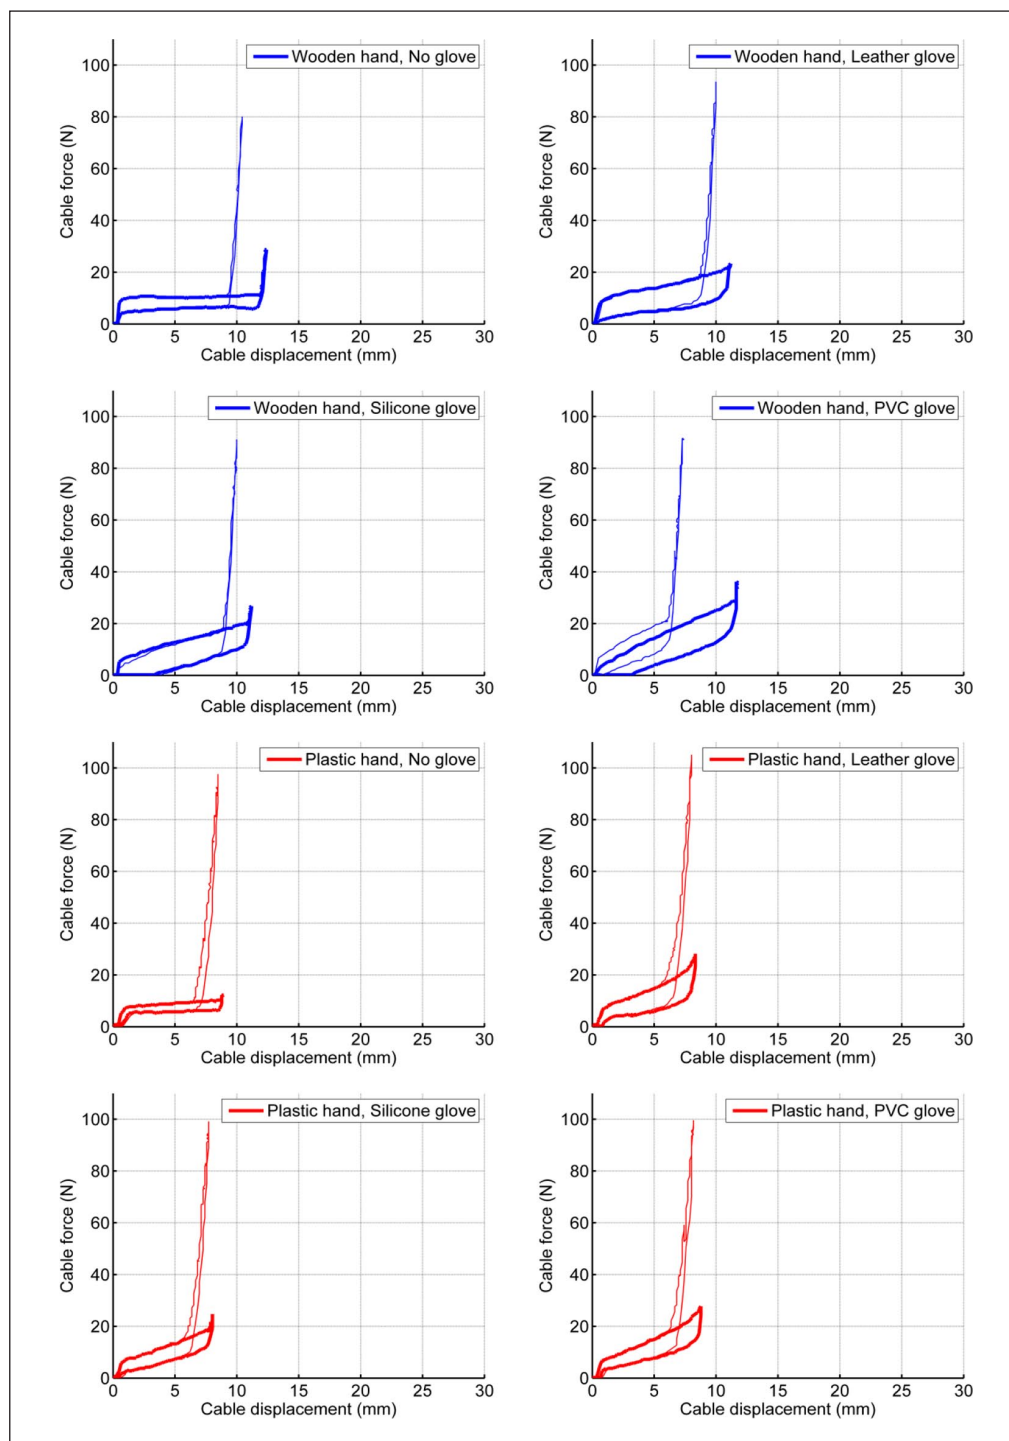 Wooden hand, No glove
100
80
60
40
20
0
Cable force (N)
0 5 10 15 20 25 30
Cable displacement (mm)
Wooden hand, Leather glove
100
80
60
40
20
0
Cable force (N)
0 5 10 15 20 25 30
Cable displacement (mm)
Wooden hand, Silicone glove
100
80
60
40
20
0
Cable force (N)
0 5 10 15 20 25 30
Cable displacement (mm)
Wooden hand, PVC glove
100
80
60
40
20
0
Cable force (N)
0 5 10 15 20 25 30
Cable displacement (mm)
Plastic hand, No glove
100
80
60
40
20
0
Cable force (N)
0 5 10 15 20 25 30
Cable displacement (mm)
Plastic hand, Leather glove
100
80
60
40
20
0
Cable force (N)
0 5 10 15 20 25 30
Cable displacement (mm)
Plastic hand, Silicone glove
100
80
60
40
20
0
Cable force (N)
0 5 10 15 20 25 30
Cable displacement (mm)
Plastic hand, PVC glove
100
80
60
40
20
0
Cable force (N)
0 5 10 15 20 25 30
Cable displacement (mm)